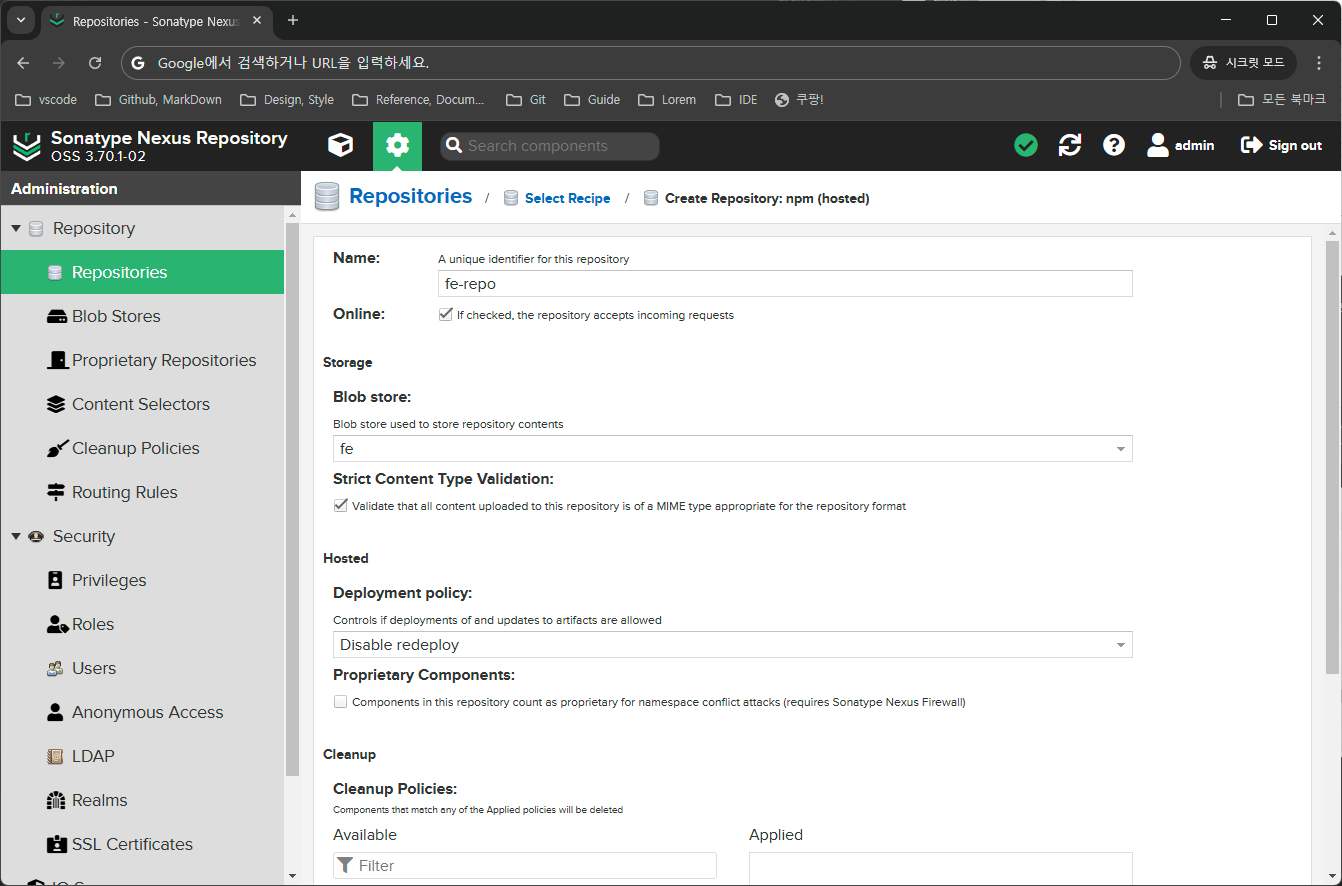 Repositories - Sonatype Nexus
Google에서 검색하거나 URL을 입력하세요.
시크릿 모드
vscode
Github, MarkDown
Design, Style
Reference, Docum...
Git
Guide
Lorem
IDE
쿠팡!
모든 북마크
Sonatype Nexus Repository
OSS 3.70.1-02
Search components
admin
Sign out
Administration
Repositories / Select Recipe / Create Repository: npm (hosted)
Repository
Repositories
Blob Stores
Proprietary Repositories
Content Selectors
Cleanup Policies
Routing Rules
Security
Privileges
Roles
Users
Anonymous Access
LDAP
Realms
SSL Certificates
Name:
A unique identifier for this repository
fe-repo
Online:
If checked, the repository accepts incoming requests
Storage
Blob store:
Blob store used to store repository contents
fe
Strict Content Type Validation:
Validate that all content uploaded to this repository is of a MIME type appropriate for the repository format
Hosted
Deployment policy:
Controls if deployments of and updates to artifacts are allowed
Disable redeploy
Proprietary Components:
Components in this repository count as proprietary for namespace conflict attacks (requires Sonatype Nexus Firewall)
Cleanup
Cleanup Policies:
Components that match any of the Applied policies will be deleted
Available
Applied
Filter